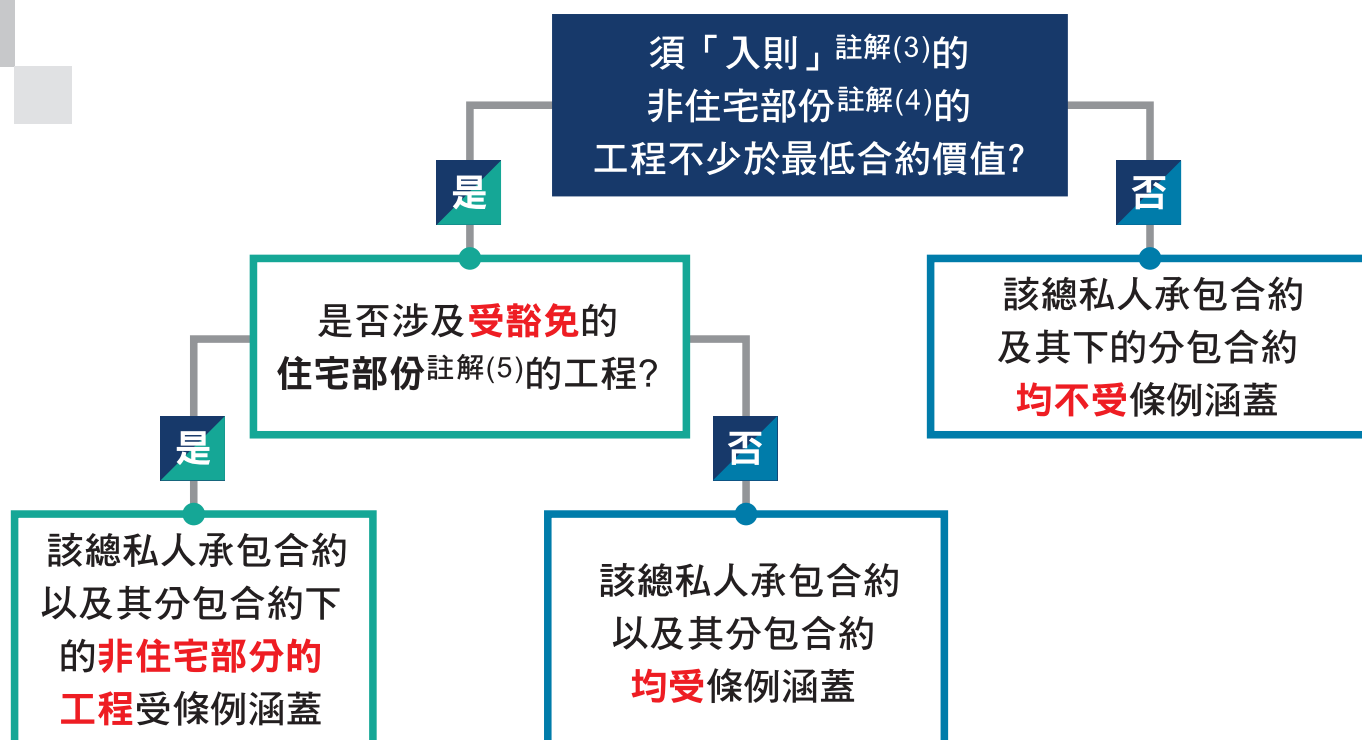 須「入則」註解(3)的
非住宅部份註解(4)的
工程不少於最低合約價值?
是
否
是否涉及受豁免的
住宅部份註解(5)的工程?
該總私人承包合約
及其下的分包合約
均不受條例涵蓋
是
否
該總私人承包合約
以及其分包合約下
的非住宅部分的
工程受條例涵蓋
該總私人承包合約
以及其分包合約
均受條例涵蓋